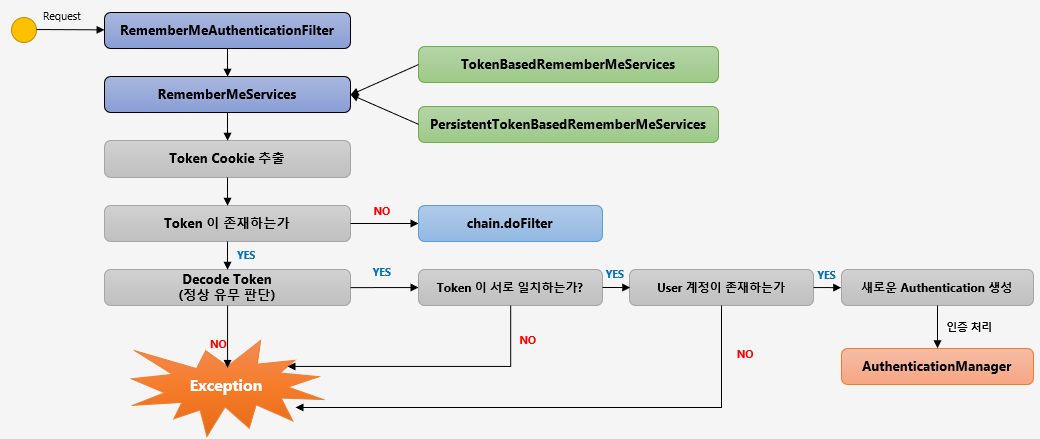 Request
RememberMeAuthenticationFilter
RememberMeServices
TokenBasedRememberMeServices
PersistentTokenBasedRememberMeServices
Token Cookie 추출
Token 이 존재하는가
NO
chain.doFilter
YES
Decode Token
(정상 유무 판단)
YES
Token 이 서로 일치하는가?
YES
User 계정이 존재하는가
YES
새로운 Authentication 생성
인증 처리
NO
NO
NO
AuthenticationManager
Exception